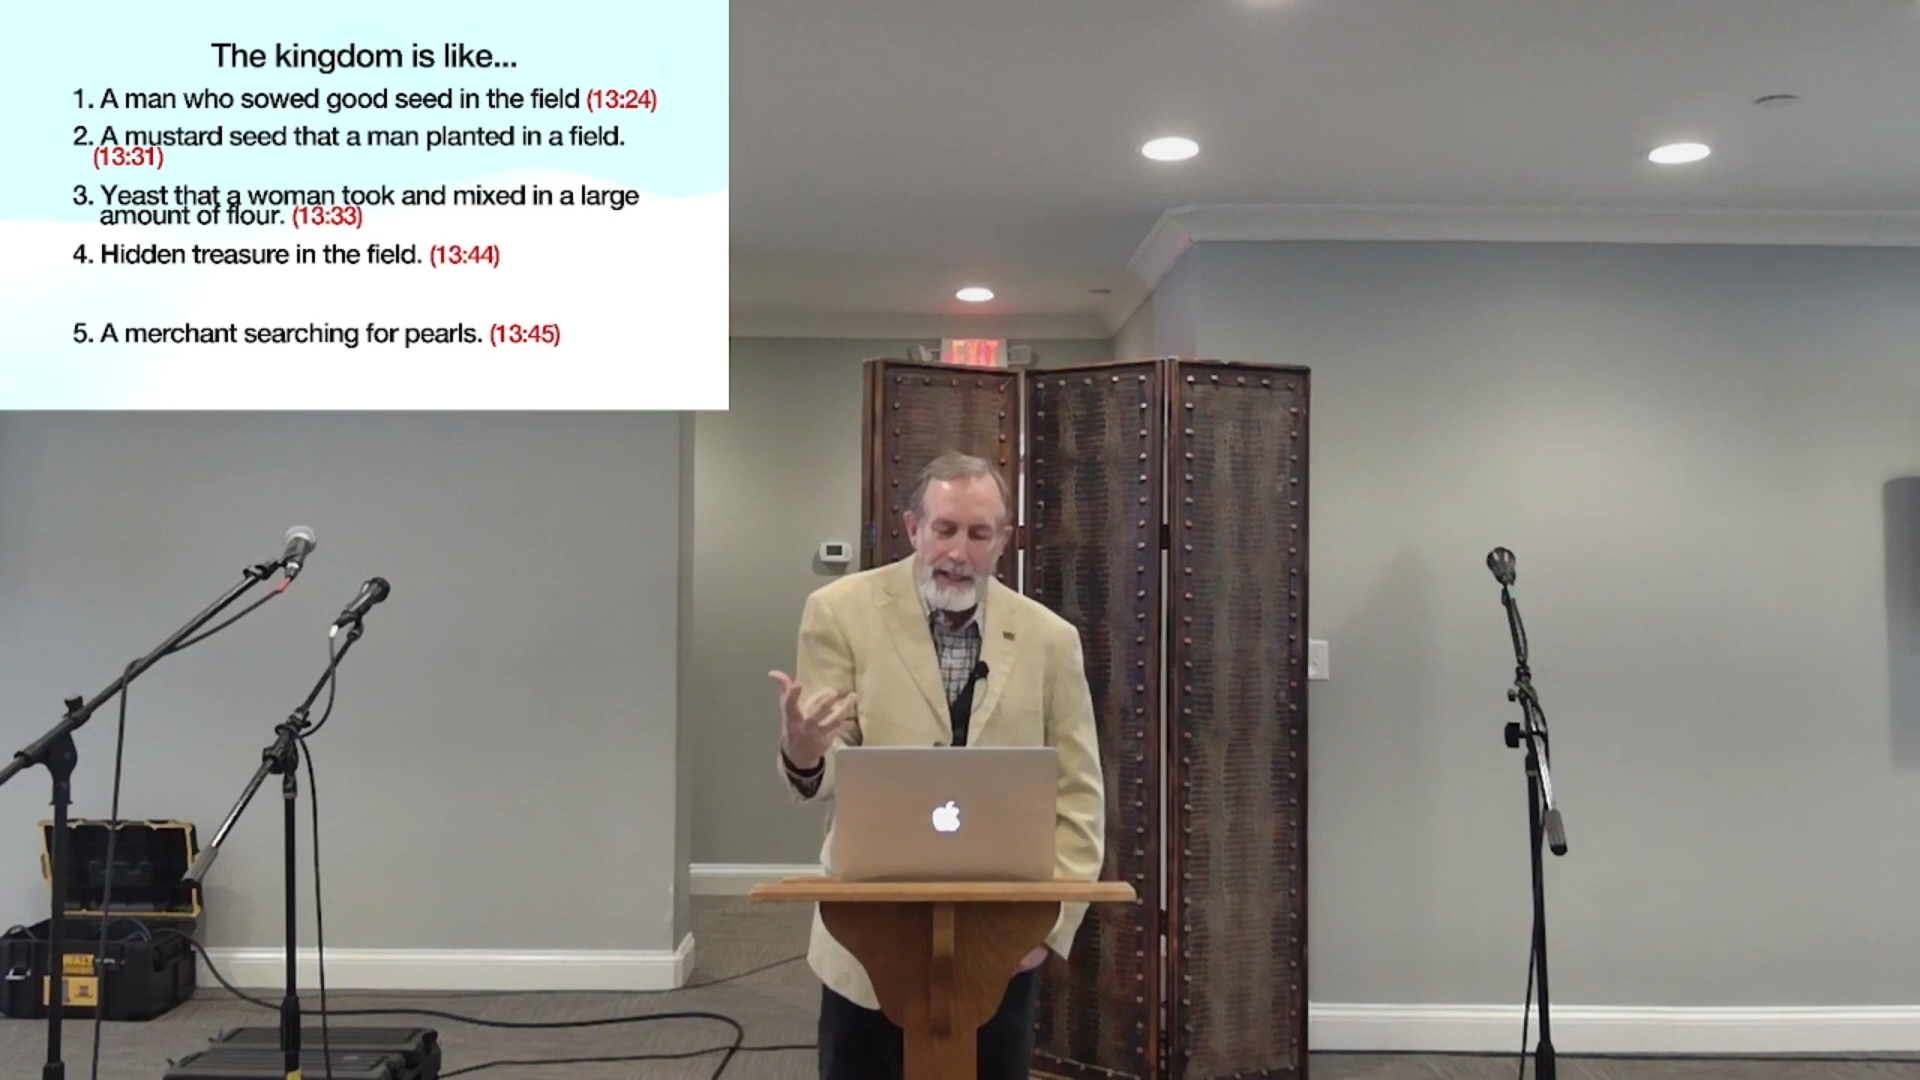 The kingdom is like...
1. A man who sowed good seed in the field (13:24)
2. A mustard seed that a man planted in a field.
(13:31)
3. Yeast that a woman took and mixed in a large
amount of flour. (13:33)
4. Hidden treasure in the field. (13:44)
5. A merchant searching for pearls. (13:45)
EXIT